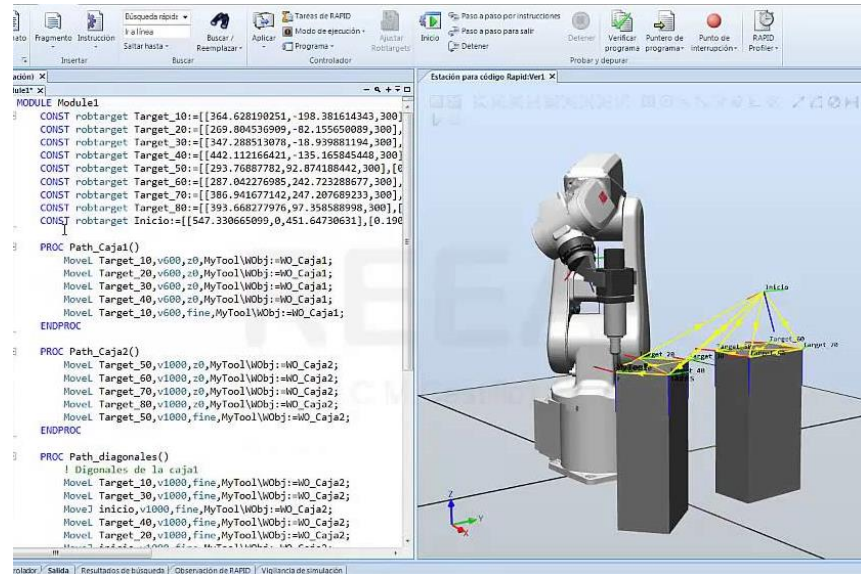 Fragmento Instrucción
Insertar
Búsqueda rápida
Ir a línea
Saltar hasta
Buscar / Reemplazar
Buscar
Aplicar
Tareas de RAPID
Modo de ejecución
Programa
Ajustar Robtargets
Controlador
Inicio
Paso a paso por instrucciones
Paso a paso para salir
Detener
Detener
Verificar programa
Puntero de programa
Punto de interrupción
RAPID Profiler
Probar y depurar
Estación para código Rapid:Ver1
MODULE Module1
CONST robtarget Target_10:=[[364.628190251,-198.381614343,300]
CONST robtarget Target_20:=[[269.804536909,-82.155650089,300],
CONST robtarget Target_30:=[[347.288513078,-18.939881194,300],
CONST robtarget Target_40:=[[442.112166421,-135.165845448,300]
CONST robtarget Target_50:=[[293.76887782,92.874188442,300],[0
CONST robtarget Target_60:=[[287.042276985,242.723288677,300],
CONST robtarget Target_70:=[[386.941677142,247.207689233,300],
CONST robtarget Target_80:=[[393.668277976,97.358588998,300],[
CONST robtarget Inicio:=[[547.330665099,0,451.64730631],[0.190
PROC Path_Caja1()
MoveL Target_10,v600,z0,MyTool\WObj:=WO_Caja1;
MoveL Target_20,v600,z0,MyTool\WObj:=WO_Caja1;
MoveL Target_30,v600,z0,MyTool\WObj:=WO_Caja1;
MoveL Target_40,v600,z0,MyTool\WObj:=WO_Caja1;
MoveL Target_10,v600,fine,MyTool\WObj:=WO_Caja1;
ENDPROC
PROC Path_Caja2()
MoveL Target_50,v1000,z0,MyTool\WObj:=WO_Caja2;
MoveL Target_60,v1000,z0,MyTool\WObj:=WO_Caja2;
MoveL Target_70,v1000,z0,MyTool\WObj:=WO_Caja2;
MoveL Target_80,v1000,z0,MyTool\WObj:=WO_Caja2;
MoveL Target_50,v1000,fine,MyTool\WObj:=WO_Caja2;
ENDPROC
PROC Path_diagonales()
! Digonales de la caja1
MoveL Target_10,v1000,fine,MyTool\WObj:=WO_Caja2;
MoveL Target_30,v1000,fine,MyTool\WObj:=WO_Caja2;
MoveJ inicio,v1000,fine,MyTool\WObj:=WO_Caja2;
MoveL Target_40,v1000,fine,MyTool\WObj:=WO_Caja2;
MoveL Target_20,v1000,fine,MyTool\WObj:=WO_Caja2;
Inicio
Target_60
Target_70
Z
Y
X
Salida
Resultados de búsqueda
Observación de RAPID
Vigilancia de simulación